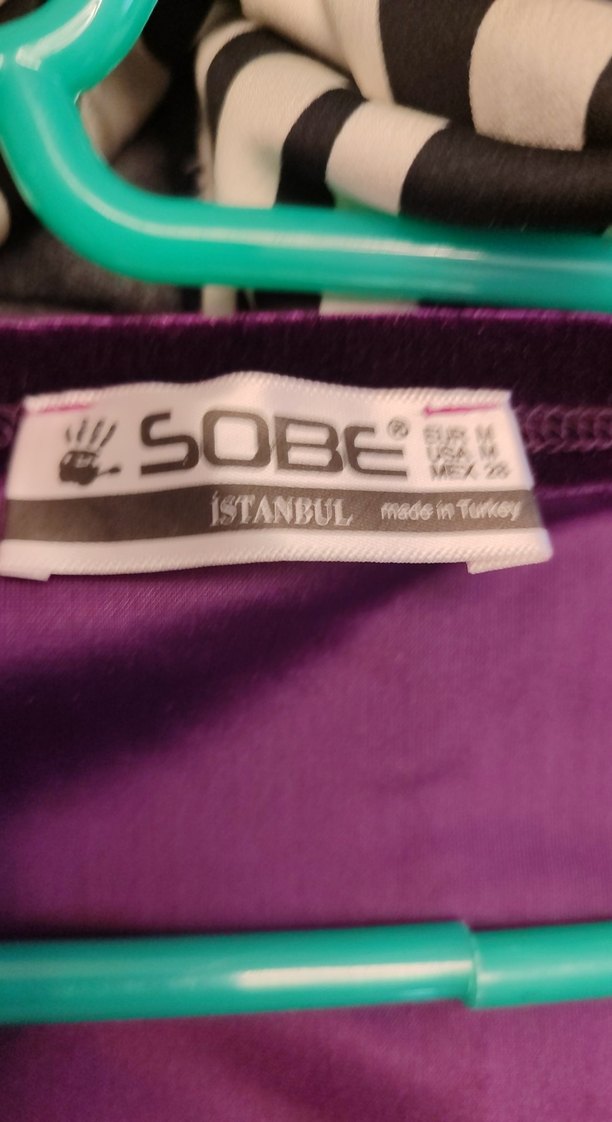 SOBE®
EUR M
USA M
MEX 28
İSTANBUL made in Turkey